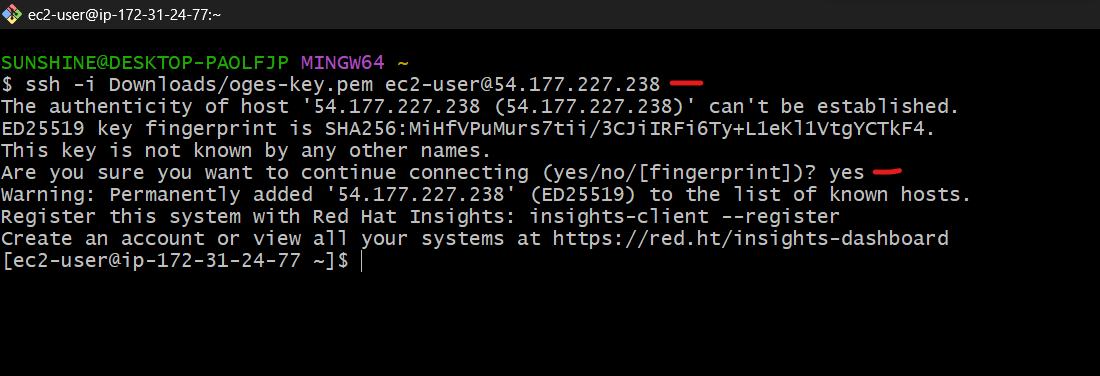 ec2-user@ip-172-31-24-77:~
SUNSHINE@DESKTOP-PAOLFJP MINGW64 ~
$ ssh -i Downloads/oges-key.pem ec2-user@54.177.227.238
The authenticity of host '54.177.227.238 (54.177.227.238)' can't be established.
ED25519 key fingerprint is SHA256:MiHfVPuMurs7tii/3CJiIRFi6Ty+L1eKl1VtgYCTkF4.
This key is not known by any other names.
Are you sure you want to continue connecting (yes/no/[fingerprint])? yes
Warning: Permanently added '54.177.227.238' (ED25519) to the list of known hosts.
Register this system with Red Hat Insights: insights-client --register
Create an account or view all your systems at https://red.ht/insights-dashboard
[ec2-user@ip-172-31-24-77 ~]$